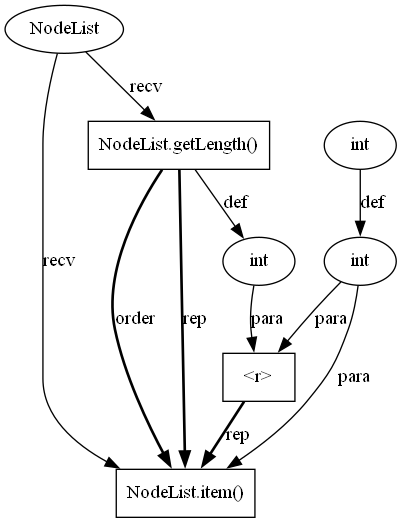 NodeList
recv
NodeList.getLength()
int
def
def
int
int
recv
order
rep
para
para
<r>
para
rep
NodeList.item()